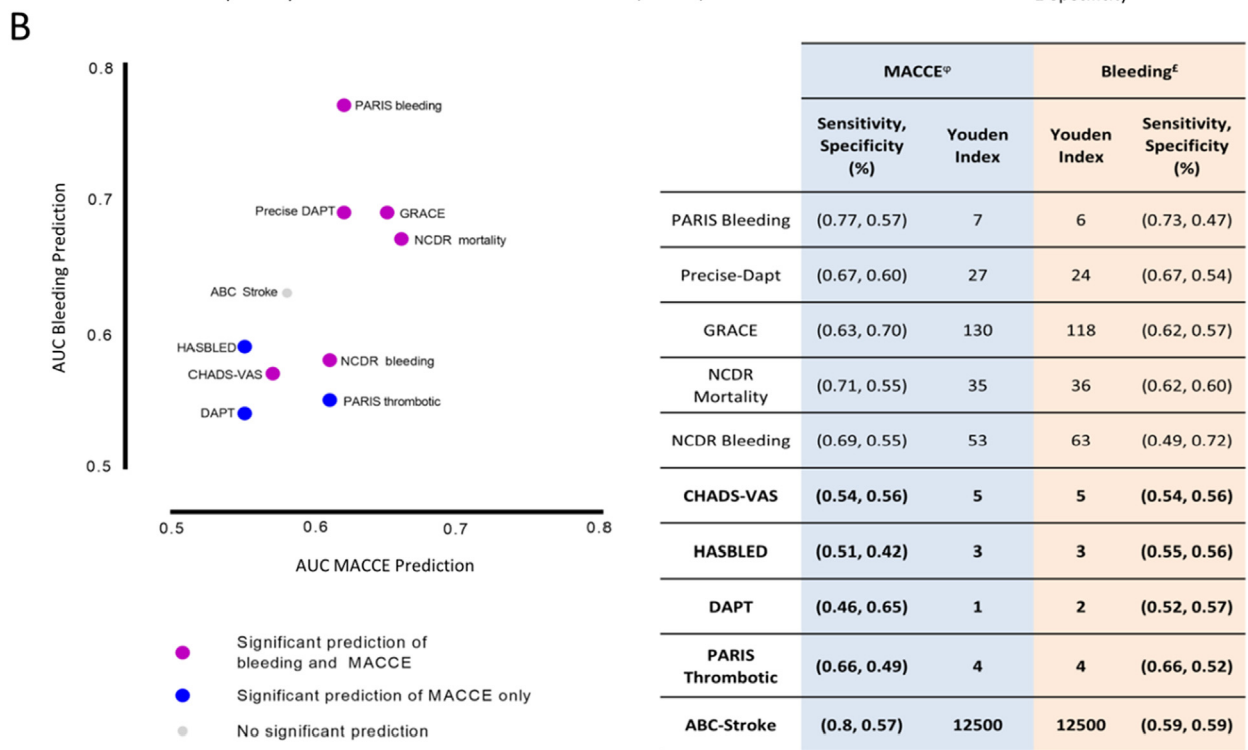 B
0.8
0.7
0.6
0.5
AUC Bleeding Prediction
PARIS bleeding
Precise DAPT
GRACE
NCDR mortality
ABC Stroke
HASBLED
NCDR bleeding
CHADS-VAS
PARIS thrombotic
DAPT
0.5 0.6 0.7 0.8
AUC MACCE Prediction
Significant prediction of
bleeding and MACCE
Significant prediction of MACCE only
No significant prediction
MACCEᵠ Bleeding£
Sensitivity,
Specificity
(%)
Youden
Index
Youden
Index
Sensitivity,
Specificity
(%)
PARIS Bleeding (0.77, 0.57) 7 6 (0.73, 0.47)
Precise-Dapt (0.67, 0.60) 27 24 (0.67, 0.54)
GRACE (0.63, 0.70) 130 118 (0.62, 0.57)
NCDR
Mortality (0.71, 0.55) 35 36 (0.62, 0.60)
NCDR Bleeding (0.69, 0.55) 53 63 (0.49, 0.72)
CHADS-VAS (0.54, 0.56) 5 5 (0.54, 0.56)
HASBLED (0.51, 0.42) 3 3 (0.55, 0.56)
DAPT (0.46, 0.65) 1 2 (0.52, 0.57)
PARIS
Thrombotic (0.66, 0.49) 4 4 (0.66, 0.52)
ABC-Stroke (0.8, 0.57) 12500 12500 (0.59, 0.59)